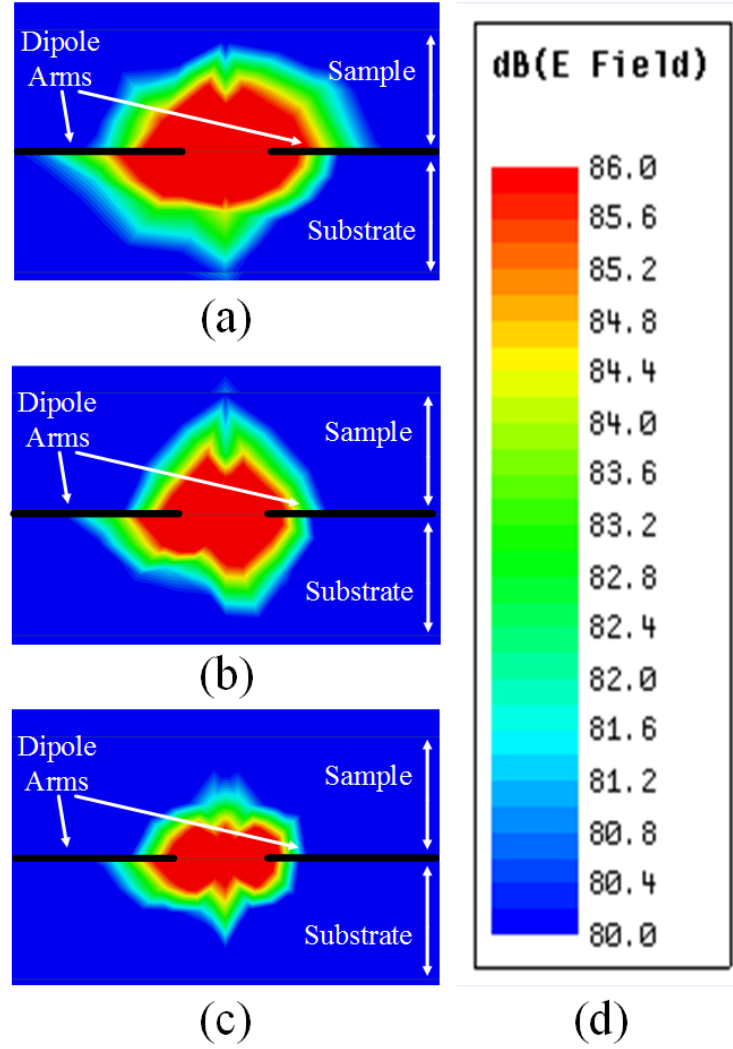 Dipole
Arms
Sample
Substrate
(a)
Dipole
Arms
Sample
Substrate
(b)
Dipole
Arms
Sample
Substrate
(c)
dB(E Field)
86.0
85.6
85.2
84.8
84.4
84.0
83.6
83.2
82.8
82.4
82.0
81.6
81.2
80.8
80.4
80.0
(d)